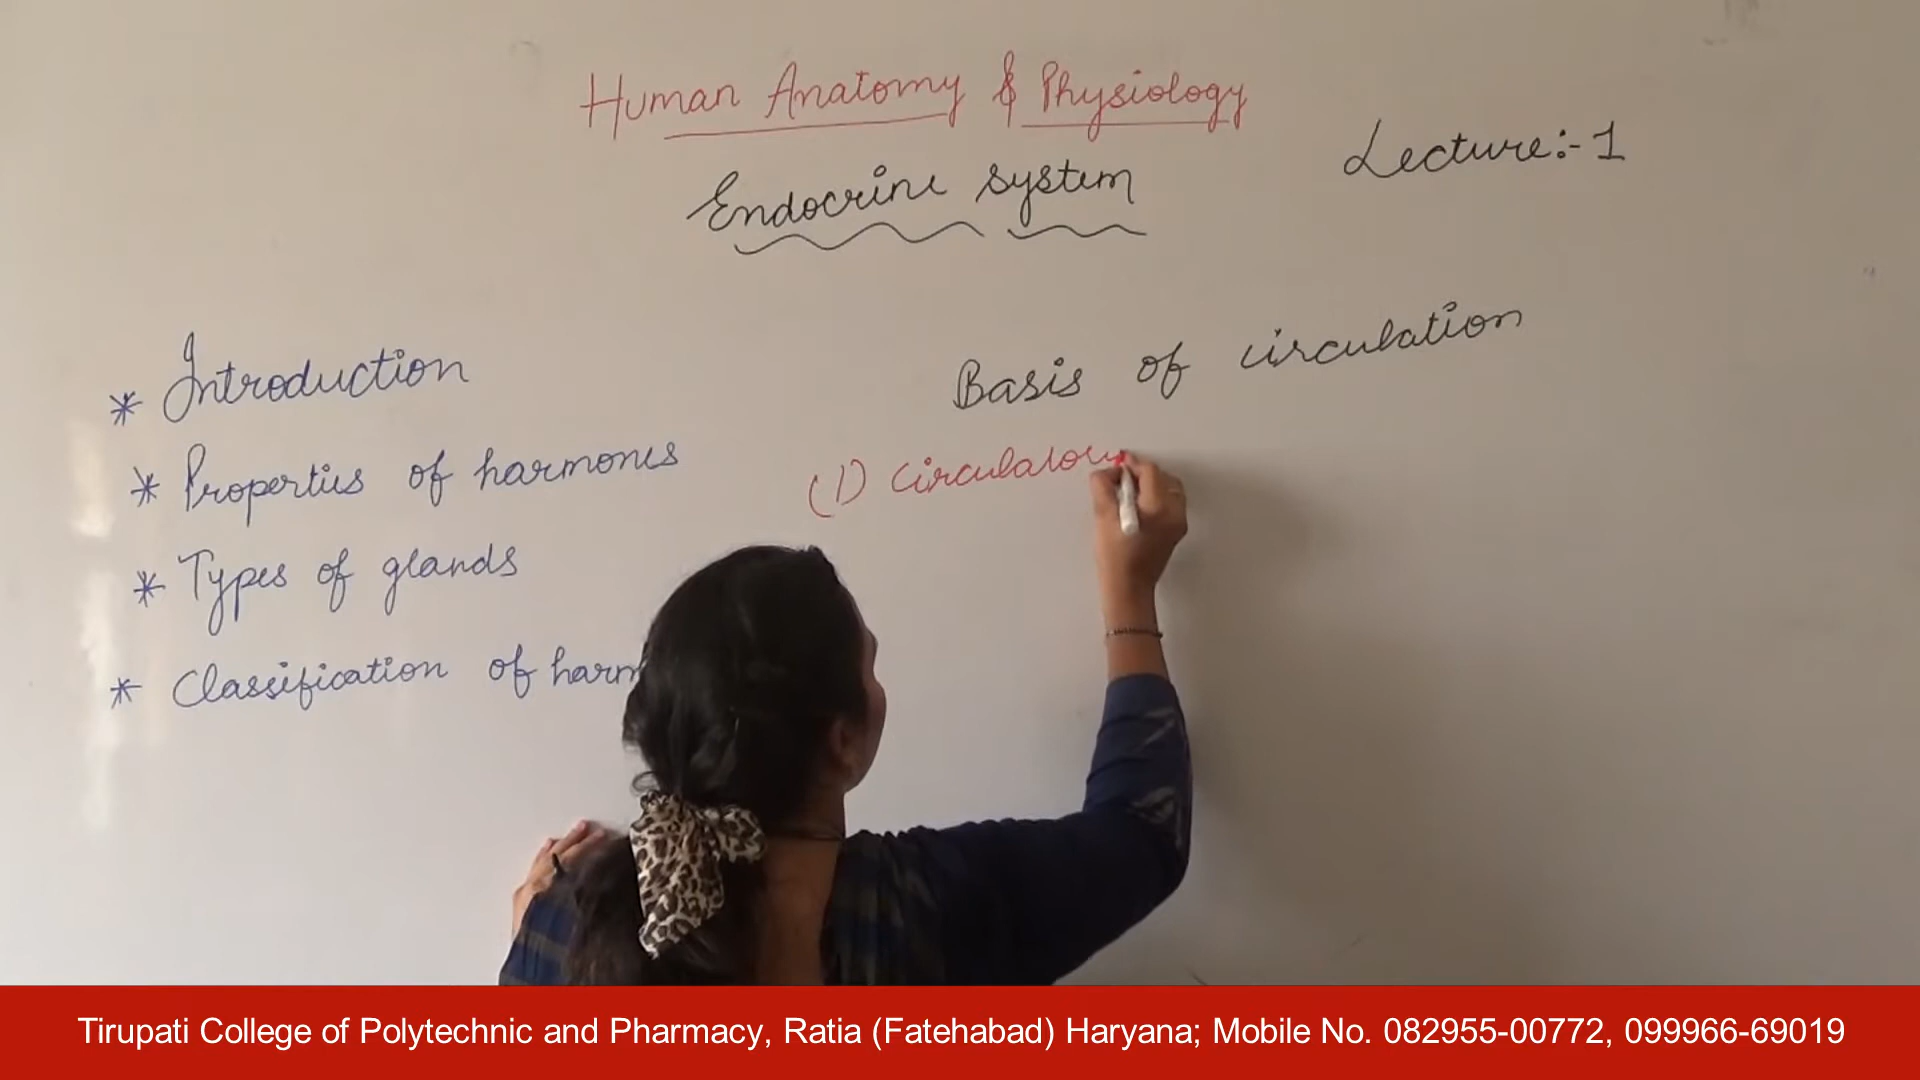 Human Anatomy & Physiology
Lecture:- 1
Endocrine system
* Introduction
* Properties of harmones
* Types of glands
* Classification of harm
Basis of circulation
(1) Circulatory
Tirupati College of Polytechnic and Pharmacy, Ratia (Fatehabad) Haryana; Mobile No. 082955-00772, 099966-69019